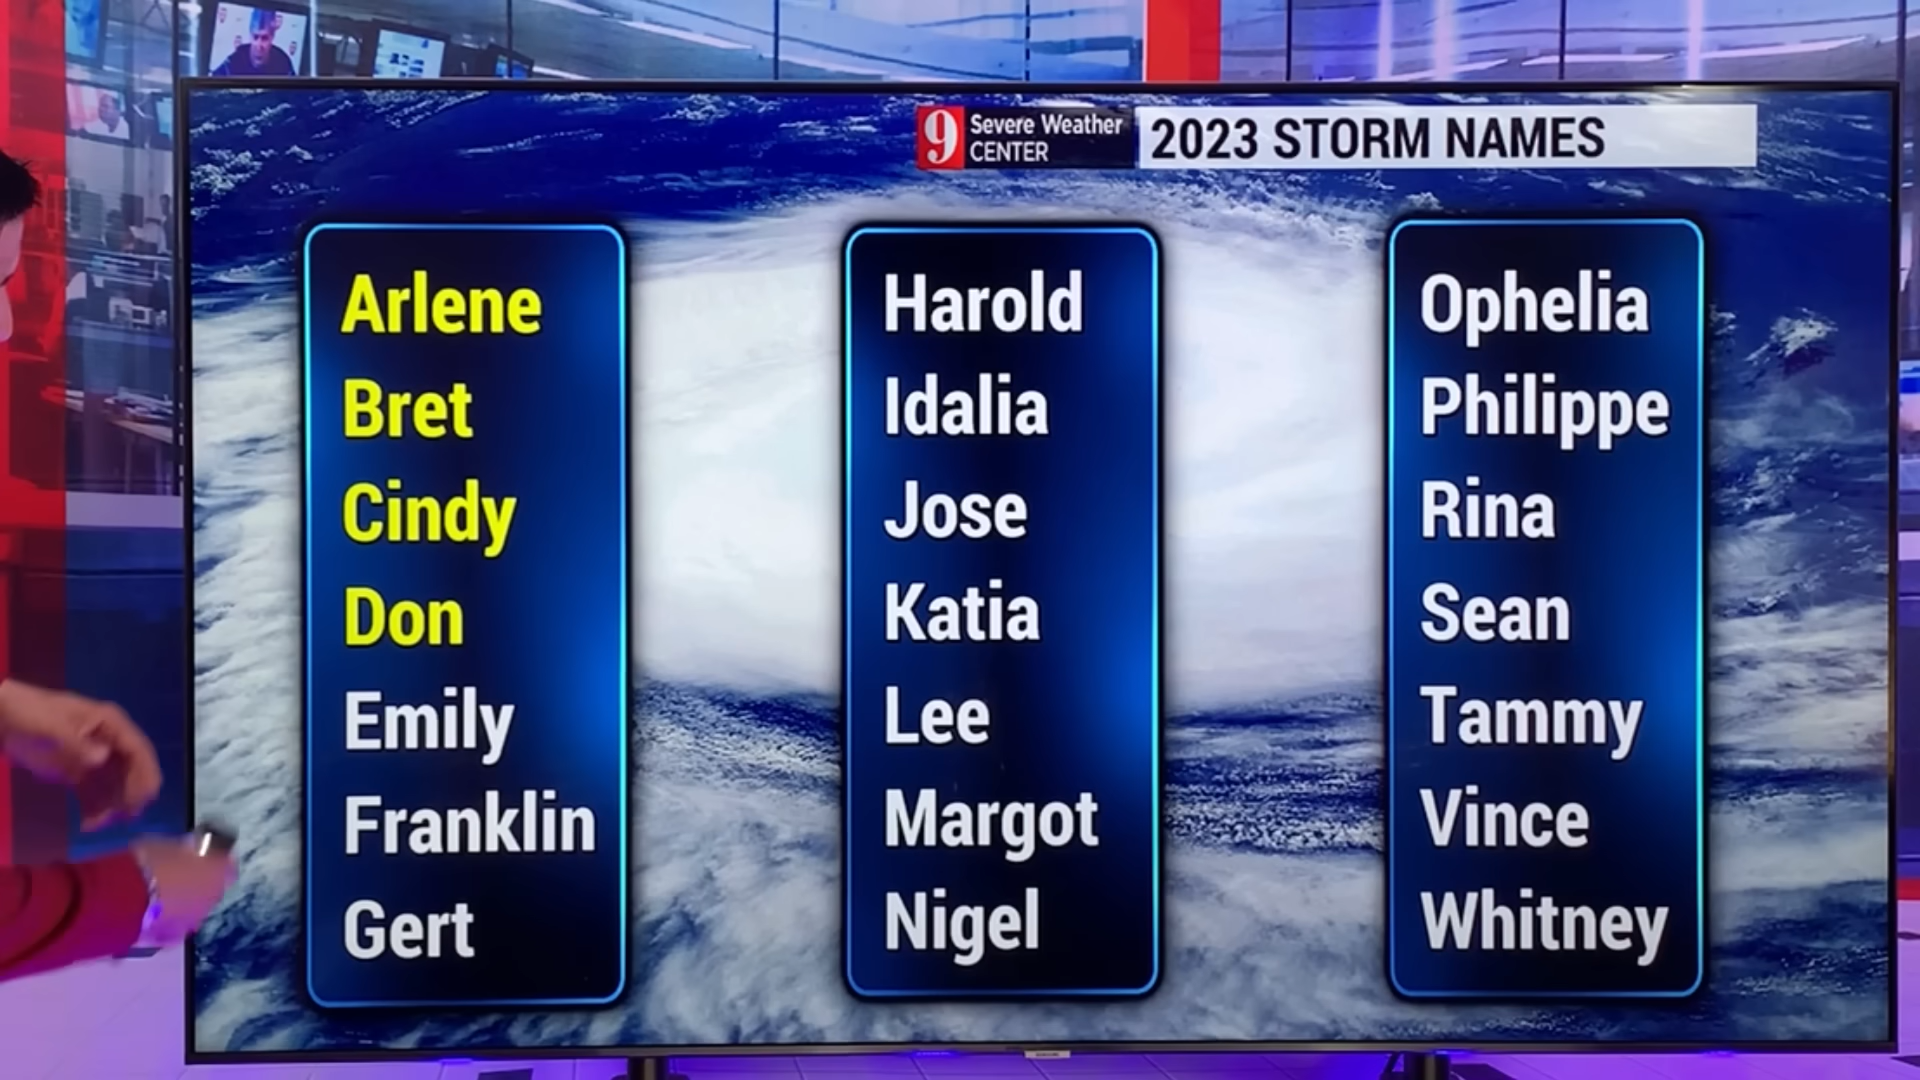 9 Severe Weather CENTER
2023 STORM NAMES
Arlene
Bret
Cindy
Don
Emily
Franklin
Gert
Harold
Idalia
Jose
Katia
Lee
Margot
Nigel
Ophelia
Philippe
Rina
Sean
Tammy
Vince
Whitney